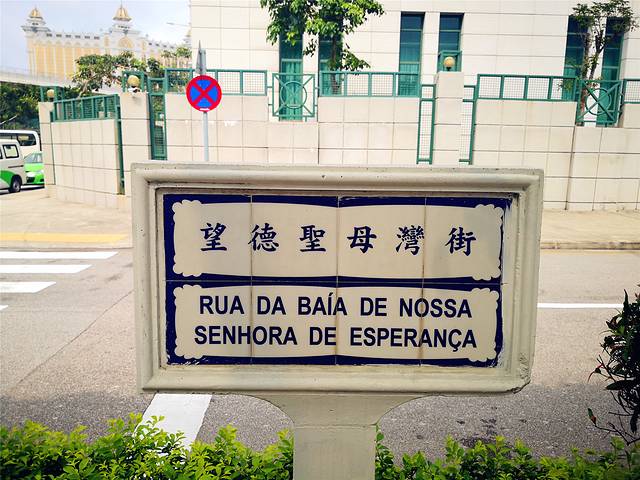 望德聖母灣街
RUA DA BAÍA DE NOSSA
SENHORA DE ESPERANÇA